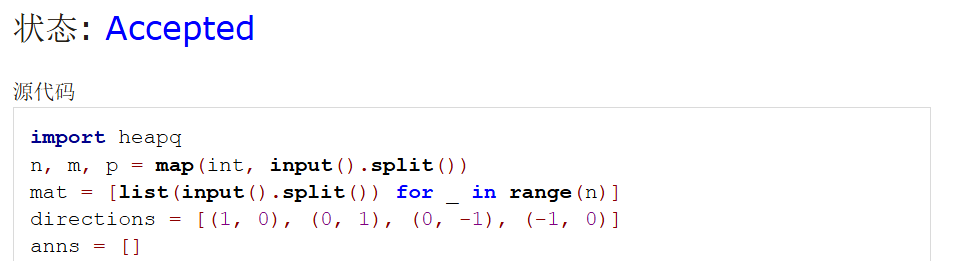 状态: Accepted
源代码
import heapq
n, m, p = map(int, input().split())
mat = [list(input().split()) for _ in range(n)]
directions = [(1, 0), (0, 1), (0, -1), (-1, 0)]
anns = []